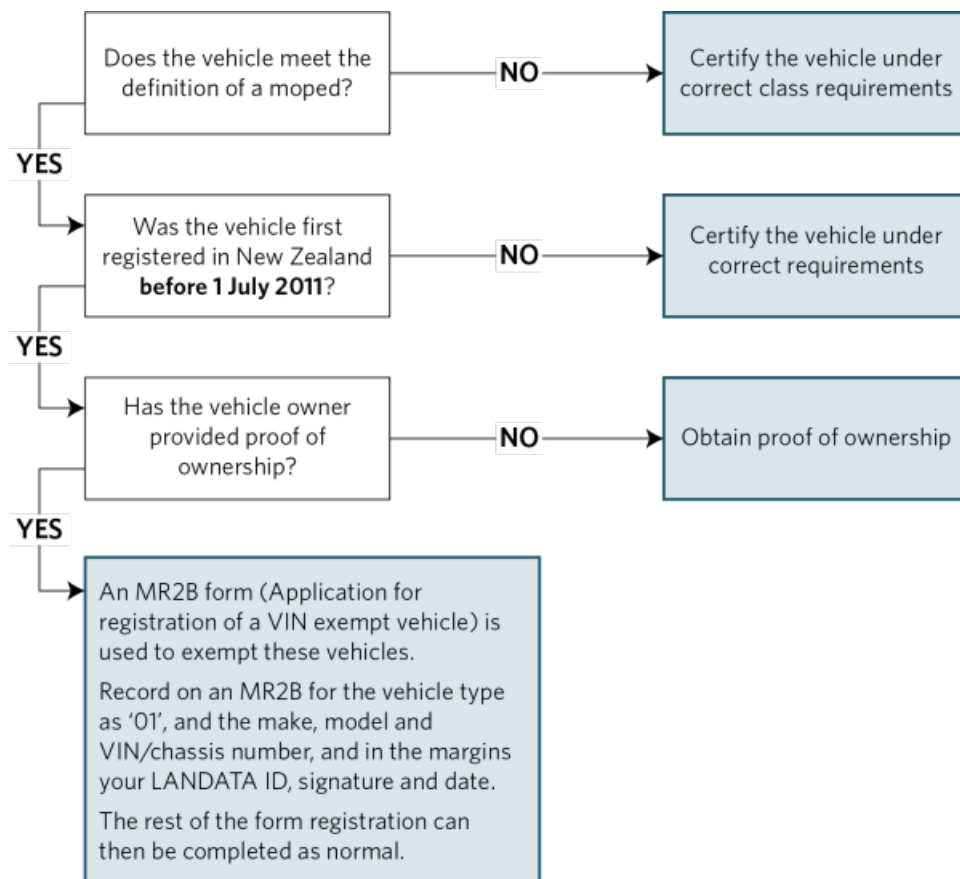 Does the vehicle meet the
definition of a moped?
NO
Certify the vehicle under
correct class requirements
YES
Was the vehicle first
registered in New Zealand
before 1 July 2011?
NO
Certify the vehicle under
correct requirements
YES
Has the vehicle owner
provided proof of
ownership?
NO
Obtain proof of ownership
YES
An MR2B form (Application for
registration of a VIN exempt vehicle) is
used to exempt these vehicles.
Record on an MR2B for the vehicle type
as ‘01’, and the make, model and
VIN/chassis number, and in the margins
your LANDATA ID, signature and date.
The rest of the form registration can
then be completed as normal.